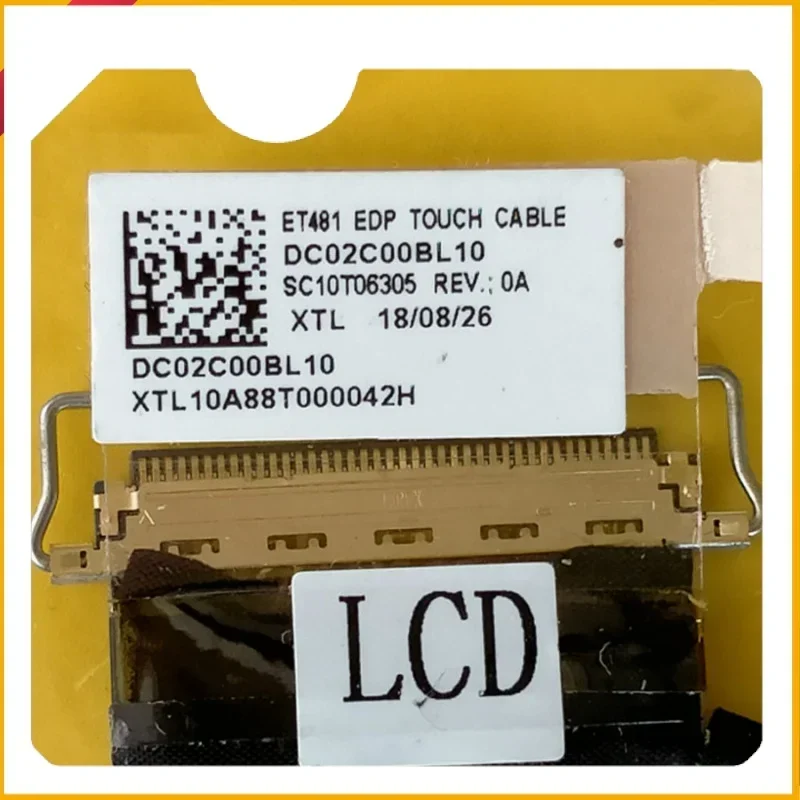 ET481 EDP TOUCH CABLE
DC02C00BL10
SC10T06305 REV.: 0A
XTL 18/08/26
DC02C00BL10
XTL10A88T000042H
LCD